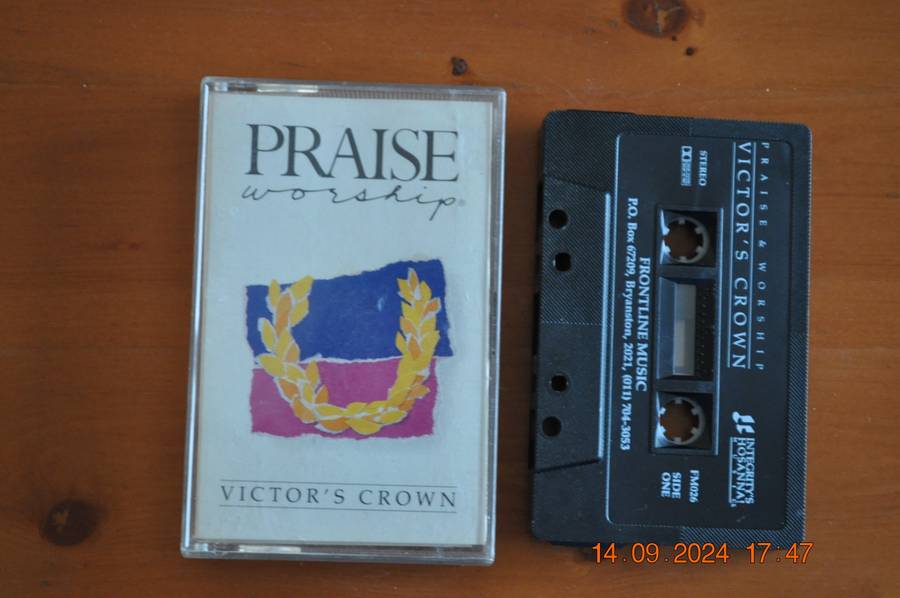 PRAISE
worship
VICTOR'S CROWN
PRAISE & WORSHIP
VICTOR'S CROWN
STEREO
FRONTLINE MUSIC
P.O. Box 67209, Bryanston, 2021, (011) 704-3053
INTEGRITY'S
HOSANNA!
FM026
SIDE
ONE
14.09.2024 17:47